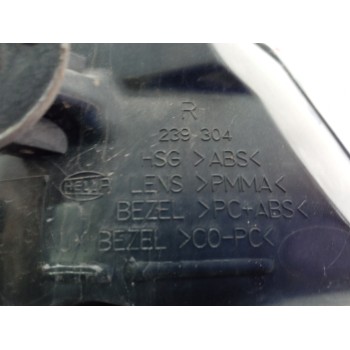 R
239 304
HSG >ABS<
HELLA LENS >PMMA<
BEZEL >PC+ABS<
BEZEL >CO-PC<